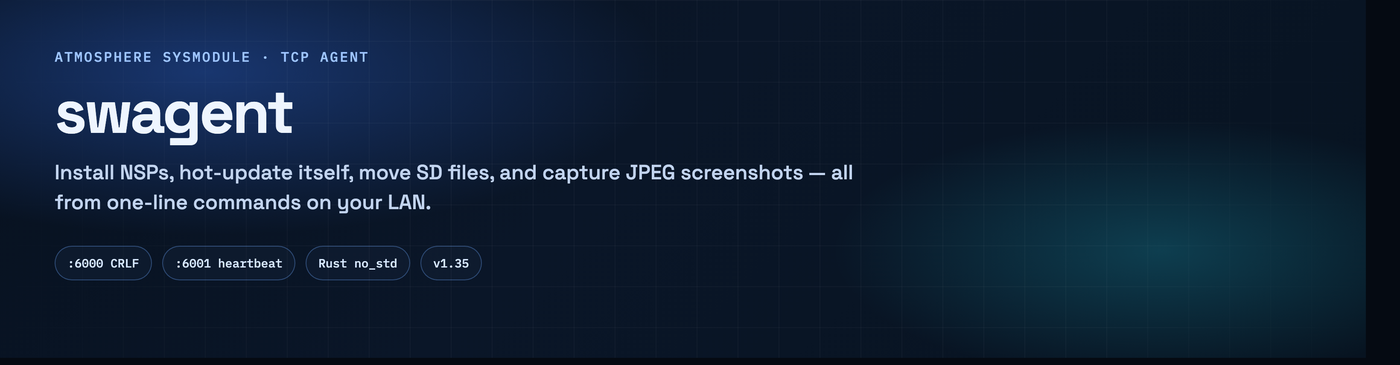 ATMOSPHERE SYSMODULE · TCP AGENT
swagent
Install NSPs, hot-update itself, move SD files, and capture JPEG screenshots — all
from one-line commands on your LAN.
:6000 CRLF
:6001 heartbeat
Rust no_std
v1.35